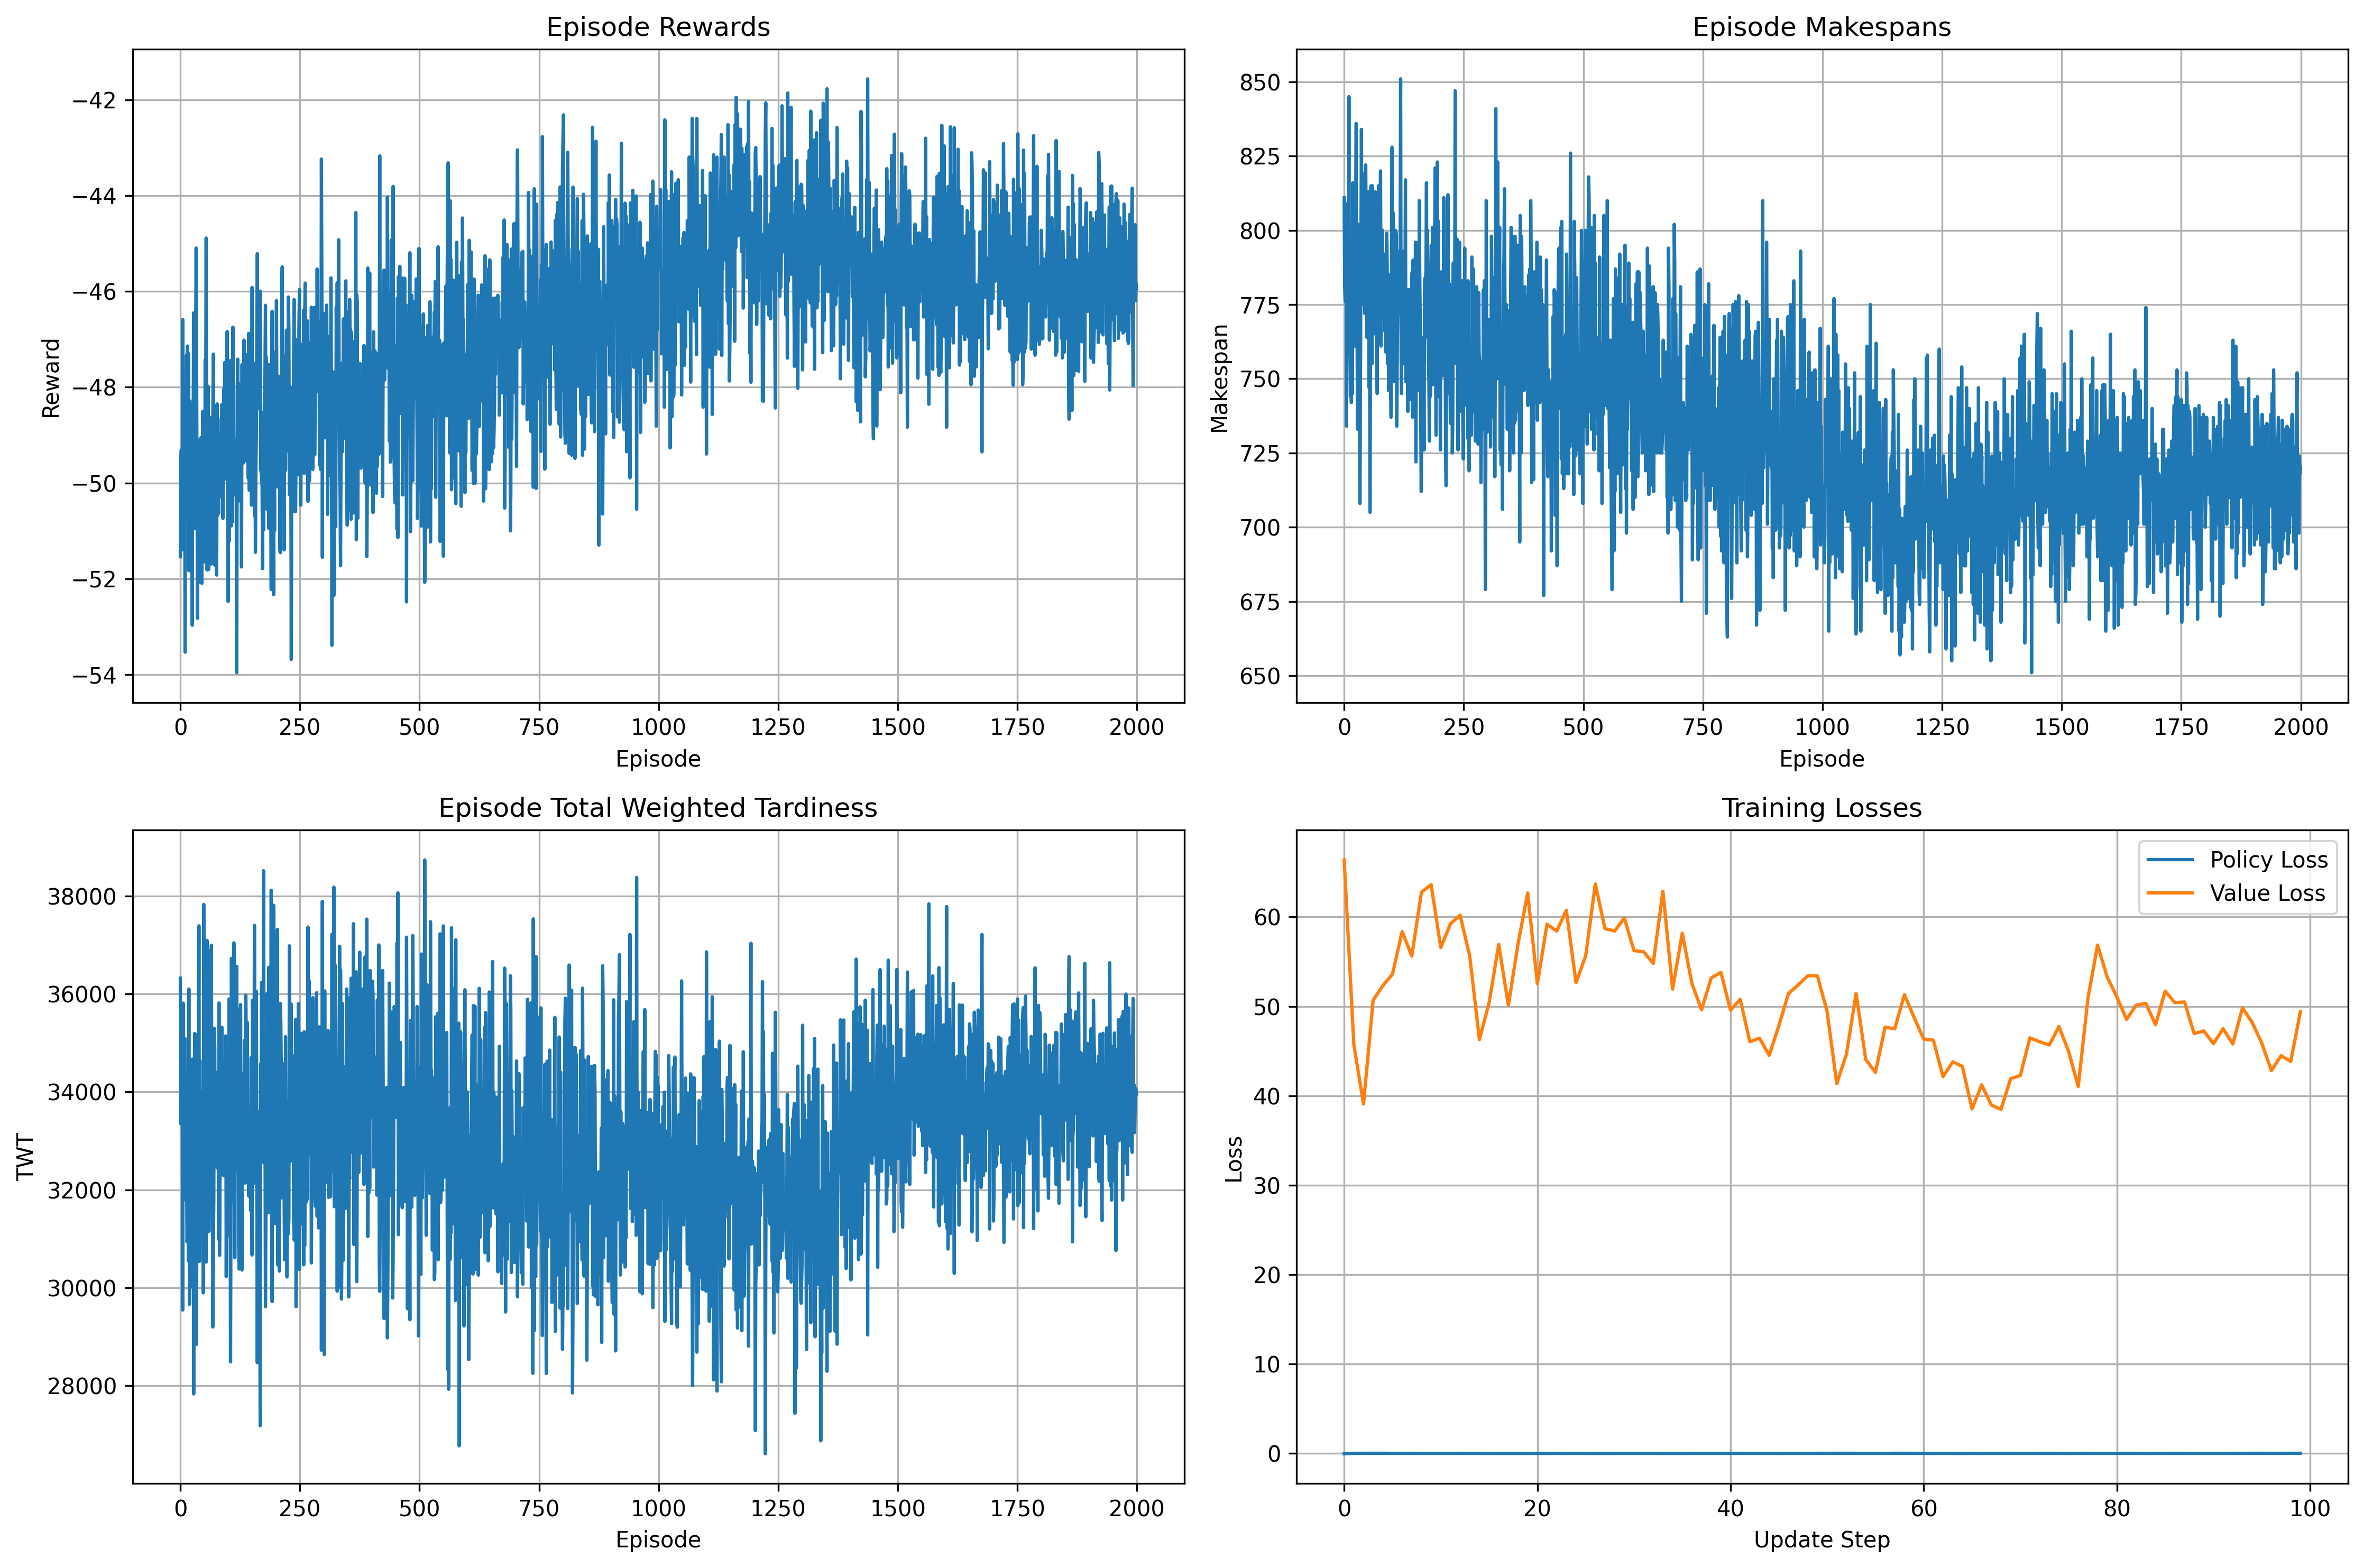 Episode Rewards
Reward
−42
−44
−46
−48
−50
−52
−54
0 250 500 750 1000 1250 1500 1750 2000
Episode
Episode Makespans
Makespan
850
825
800
775
750
725
700
675
650
0 250 500 750 1000 1250 1500 1750 2000
Episode
Episode Total Weighted Tardiness
TWT
38000
36000
34000
32000
30000
28000
0 250 500 750 1000 1250 1500 1750 2000
Episode
Training Losses
Loss
60
50
40
30
20
10
0
Policy Loss
Value Loss
0 20 40 60 80 100
Update Step